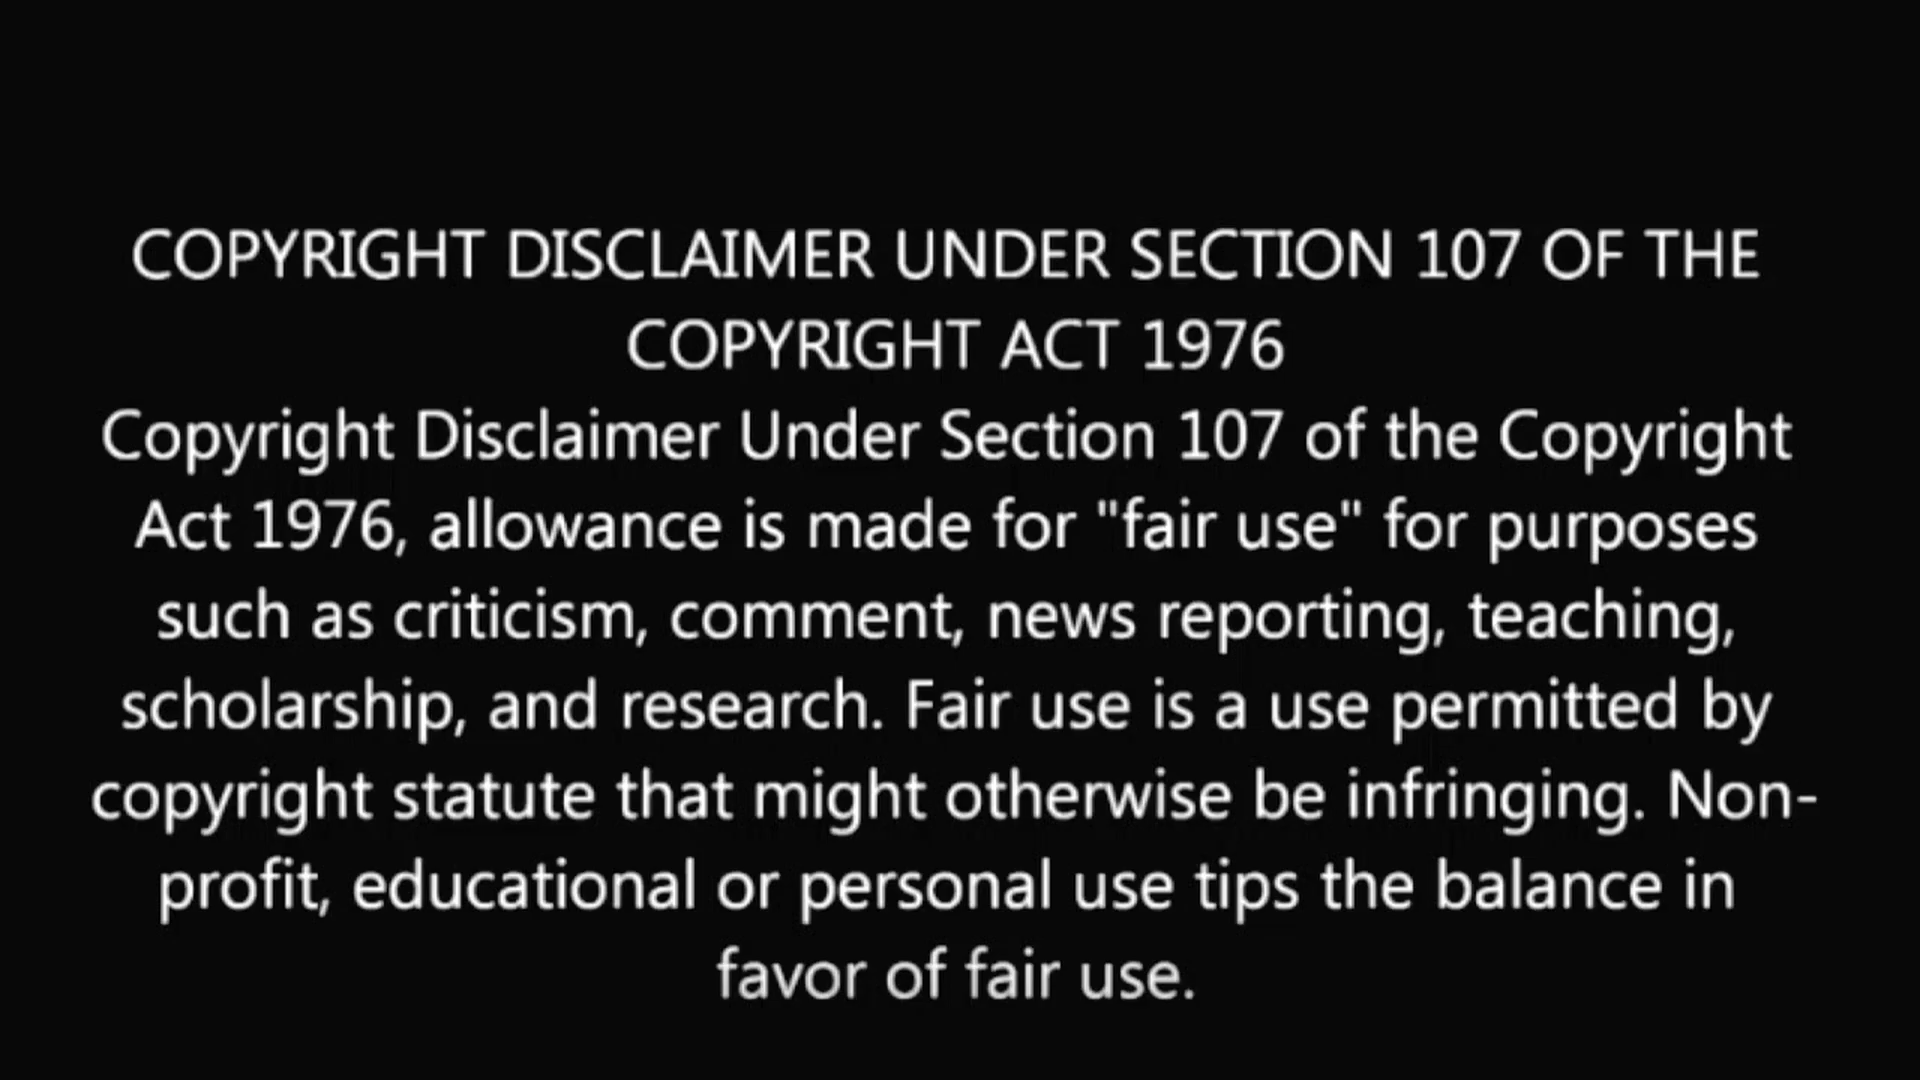 COPYRIGHT DISCLAIMER UNDER SECTION 107 OF THE
COPYRIGHT ACT 1976
Copyright Disclaimer Under Section 107 of the Copyright
Act 1976, allowance is made for "fair use" for purposes
such as criticism, comment, news reporting, teaching,
scholarship, and research. Fair use is a use permitted by
copyright statute that might otherwise be infringing. Non-
profit, educational or personal use tips the balance in
favor of fair use.